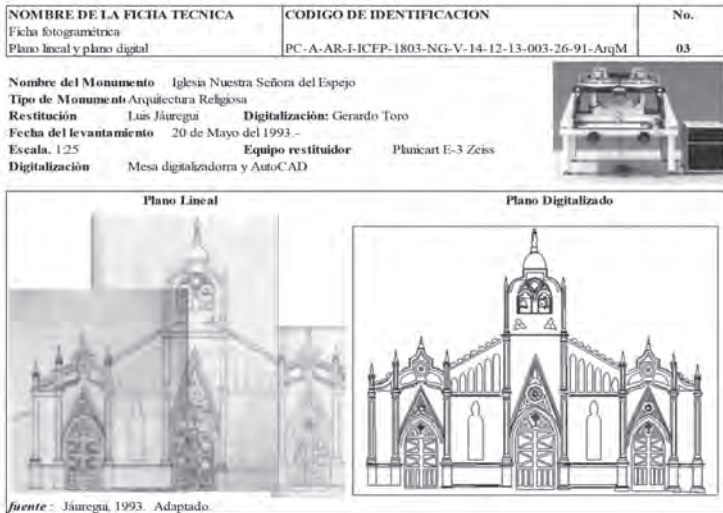 NOMBRE DE LA FICHA TECNICA
CODIGO DE IDENTIFICACION
No.
Ficha fotogramétrica
Plano lineal y plano digital
PC-A-AR-I-ICFP-1803-NG-V-14-12-13-003-26-91-ArqM
03
Nombre del Monumento Iglesia Nuestra Señora del Espejo
Tipo de Monumento Arquitectura Religiosa
Restitución Luis Jáuregui Digitalización: Gerardo Toro
Fecha del levantamiento 20 de Mayo del 1993.-
Escala. 1:25 Equipo restituidor Planicart E-3 Zeiss
Digitalización Mesa digitalizadorra y AutoCAD
Plano Lineal
Plano Digitalizado
fuente : Jáuregui, 1993. Adaptado.